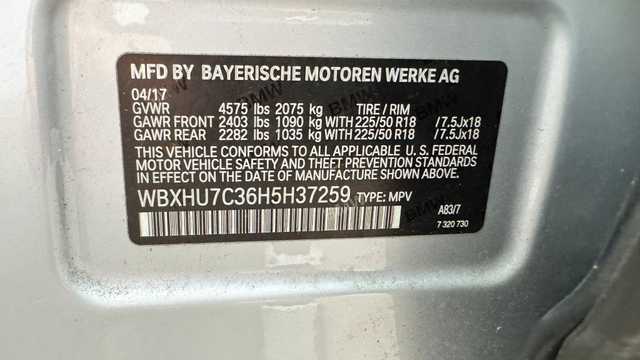 MFD BY BAYERISCHE MOTOREN WERKE AG
04/17
GVWR 4575 lbs 2075 kg TIRE / RIM
GAWR FRONT 2403 lbs 1090 kg WITH 225/50 R18 /7.5Jx18
GAWR REAR 2282 lbs 1035 kg WITH 225/50 R18 /7.5Jx18
THIS VEHICLE CONFORMS TO ALL APPLICABLE U. S. FEDERAL
MOTOR VEHICLE SAFETY AND THEFT PREVENTION STANDARDS
IN EFFECT ON THE DATE OF MANUFACTURE SHOWN ABOVE.
WBXHU7C36H5H37259 TYPE: MPV
A83/7
7 320 730